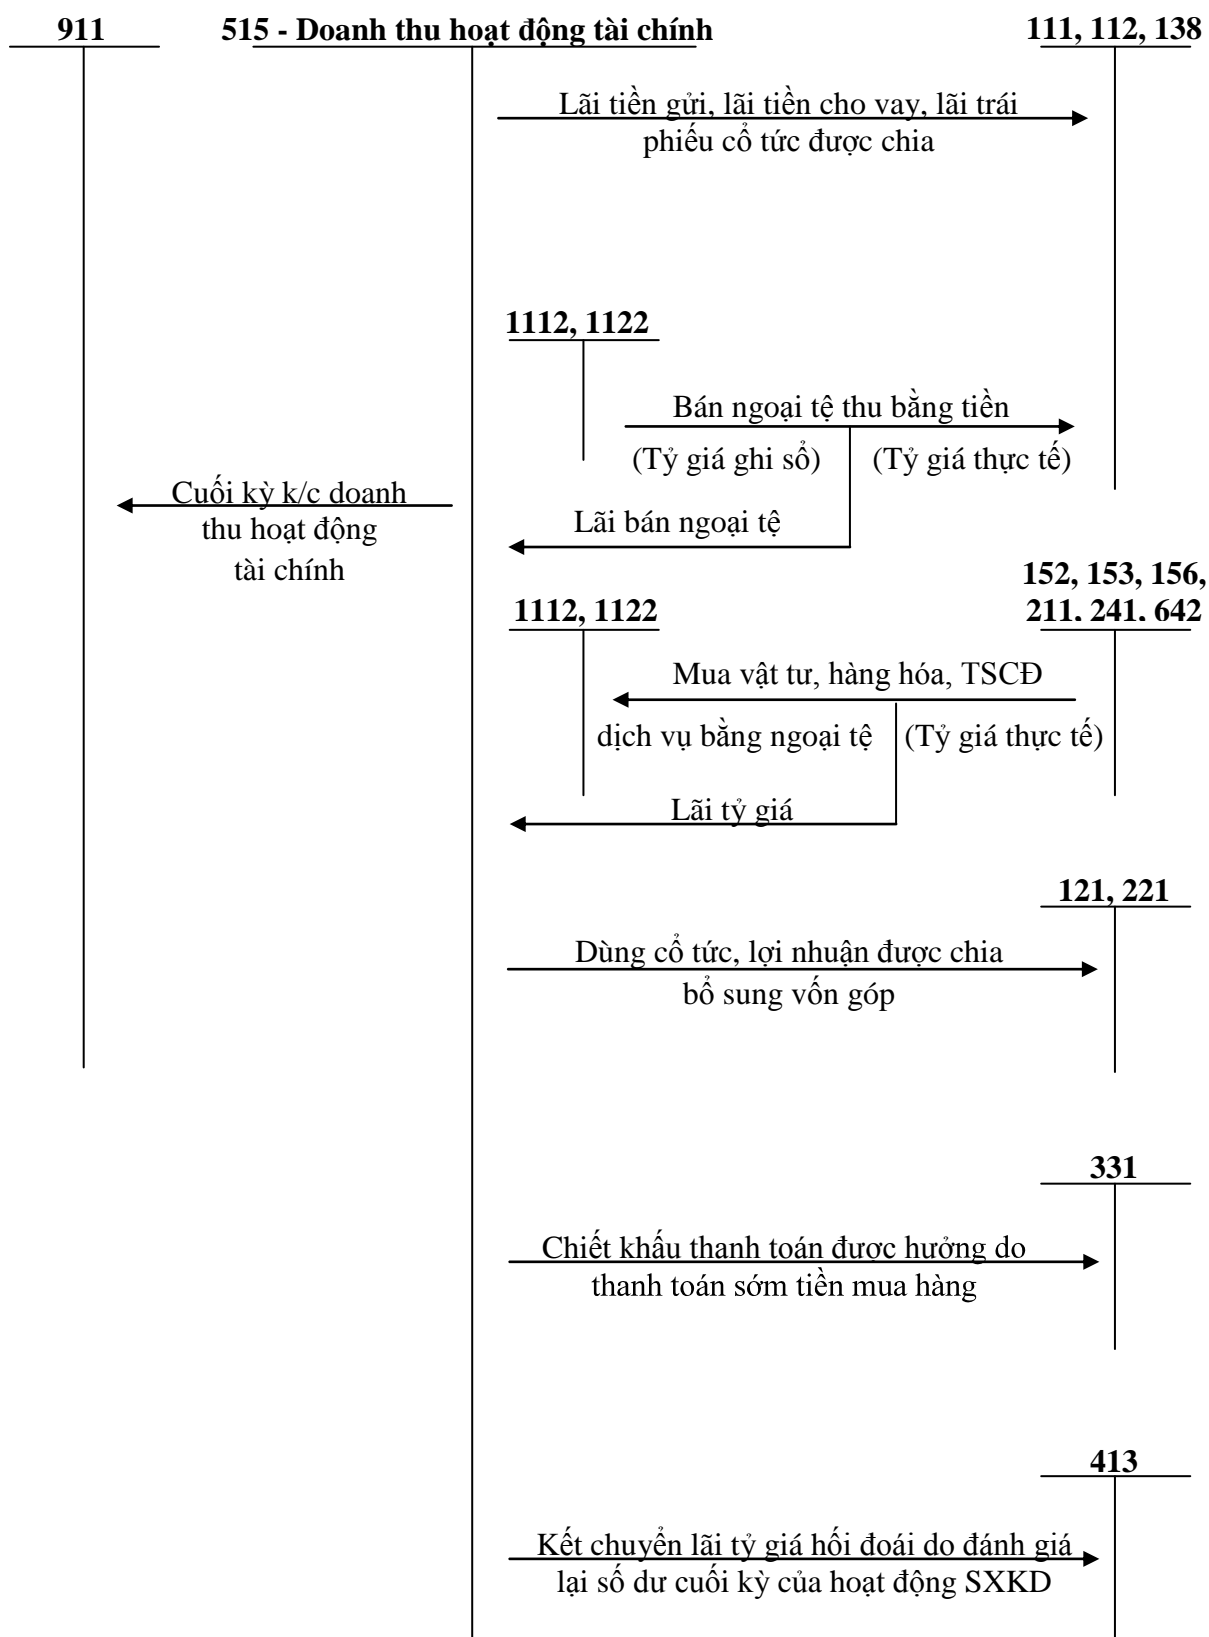 911
515 - Doanh thu hoạt động tài chính
111, 112, 138
Lãi tiền gửi, lãi tiền cho vay, lãi trái
phiếu cổ tức được chia
1112, 1122
Bán ngoại tệ thu bằng tiền
(Tỷ giá ghi sổ)
(Tỷ giá thực tế)
Cuối kỳ k/c doanh
thu hoạt động
tài chính
Lãi bán ngoại tệ
152, 153, 156,
211, 241, 642
1112, 1122
Mua vật tư, hàng hóa, TSCĐ
dịch vụ bằng ngoại tệ
(Tỷ giá thực tế)
Lãi tỷ giá
121, 221
Dùng cổ tức, lợi nhuận được chia
bổ sung vốn góp
331
Chiết khấu thanh toán được hưởng do
thanh toán sớm tiền mua hàng
413
Kết chuyển lãi tỷ giá hối đoái do đánh giá
lại số dư cuối kỳ của hoạt động SXKD